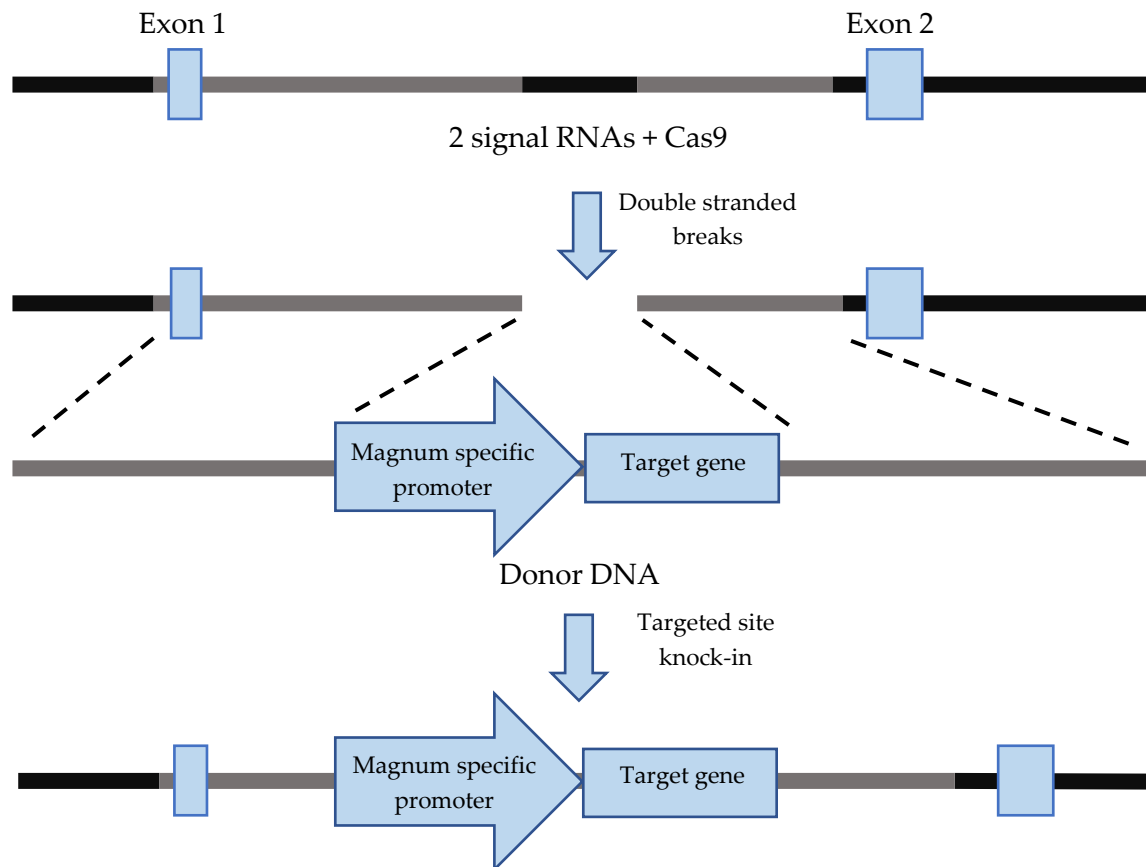 Exon 1
Exon 2
2 signal RNAs + Cas9
Double stranded
breaks
Magnum specific
promoter
Target gene
Donor DNA
Targeted site
knock-in
Magnum specific
promoter
Target gene